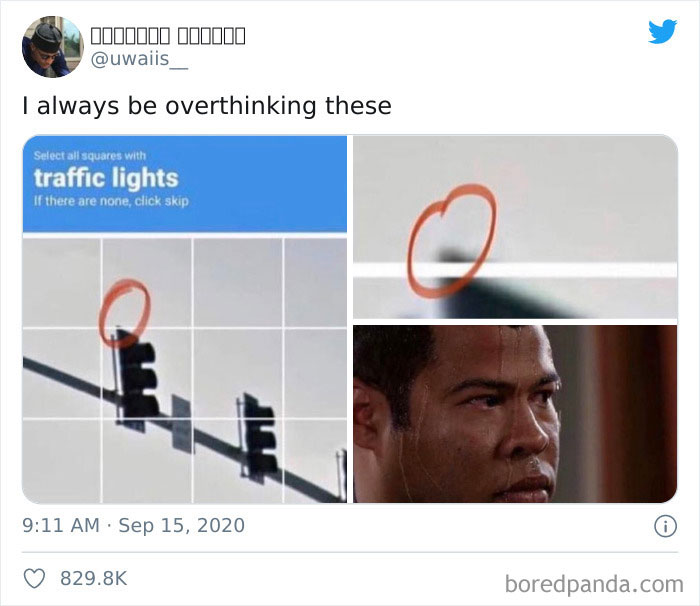 @uwaiis__
I always be overthinking these
Select all squares with
traffic lights
If there are none, click skip
9:11 AM · Sep 15, 2020
829.8K
boredpanda.com